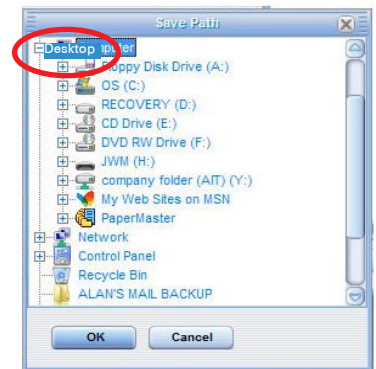 Save Path
Desktop mputer
Floppy Disk Drive (A:)
OS (C:)
RECOVERY (D:)
CD Drive (E:)
DVD RW Drive (F:)
JWM (H:)
company folder (AIT) (Y:)
My Web Sites on MSN
PaperMaster
Network
Control Panel
Recycle Bin
ALAN'S MAIL BACKUP
OK Cancel